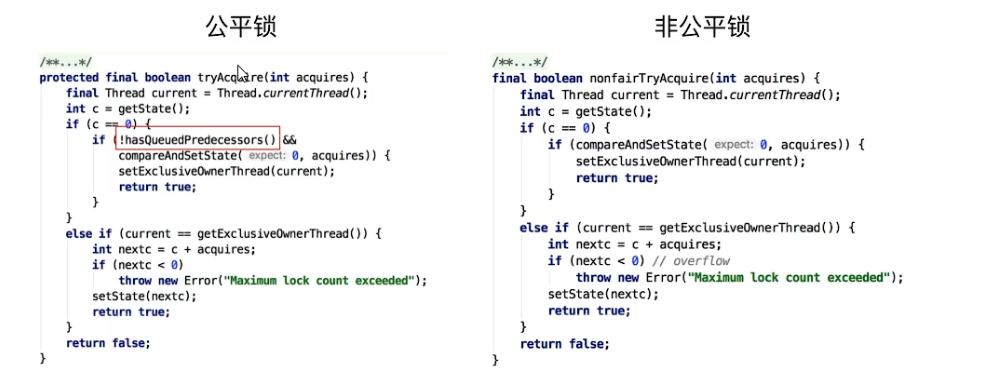 公平锁
/**...*/
protected final boolean tryAcquire(int acquires) {
    final Thread current = Thread.currentThread();
    int c = getState();
    if (c == 0) {
        if (!hasQueuedPredecessors() &&
            compareAndSetState( expect: 0, acquires)) {
            setExclusiveOwnerThread(current);
            return true;
        }
    }
    else if (current == getExclusiveOwnerThread()) {
        int nextc = c + acquires;
        if (nextc < 0)
            throw new Error("Maximum lock count exceeded");
        setState(nextc);
        return true;
    }
    return false;
}
非公平锁
/**...*/
final boolean nonfairTryAcquire(int acquires) {
    final Thread current = Thread.currentThread();
    int c = getState();
    if (c == 0) {
        if (compareAndSetState( expect: 0, acquires)) {
            setExclusiveOwnerThread(current);
            return true;
        }
    }
    else if (current == getExclusiveOwnerThread()) {
        int nextc = c + acquires;
        if (nextc < 0) // overflow
            throw new Error("Maximum lock count exceeded");
        setState(nextc);
        return true;
    }
    return false;
}